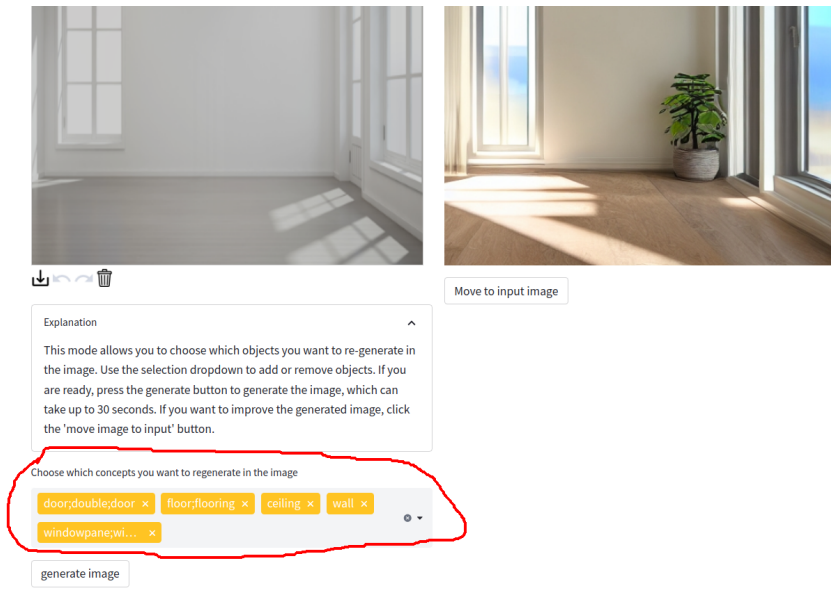 Move to input image
Explanation
This mode allows you to choose which objects you want to re-generate in
the image. Use the selection dropdown to add or remove objects. If you
are ready, press the generate button to generate the image, which can
take up to 30 seconds. If you want to improve the generated image, click
the 'move image to input' button.
Choose which concepts you want to regenerate in the image
door;double;door × floor;flooring × ceiling × wall ×
windowpane;wi... ×
generate image